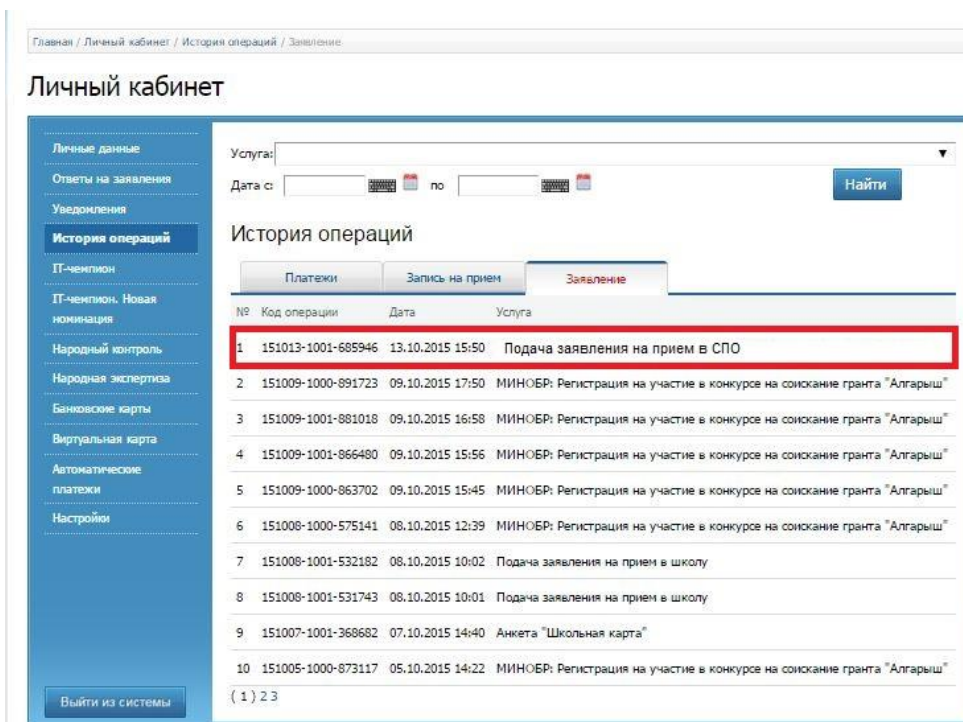 Главная / Личный кабинет / История операций / Заявление
Личный кабинет
Личные данные
Ответы на заявления
Уведомления
История операций
IT-чемпион
IT-чемпион. Новая
номинация
Народный контроль
Народная экспертиза
Банковские карты
Виртуальная карта
Автоматические
платежи
Настройки
Выйти из системы
Услуга:
Дата с: по Найти
История операций
Платежи Запись на прием Заявление
№ Код операции Дата Услуга
1 151013-1001-685946 13.10.2015 15:50 Подача заявления на прием в СПО
2 151009-1000-891723 09.10.2015 17:50 МИНОБР: Регистрация на участие в конкурсе на соискание гранта "Алгарыш"
3 151009-1001-881018 09.10.2015 16:58 МИНОБР: Регистрация на участие в конкурсе на соискание гранта "Алгарыш"
4 151009-1001-866480 09.10.2015 15:56 МИНОБР: Регистрация на участие в конкурсе на соискание гранта "Алгарыш"
5 151009-1000-863702 09.10.2015 15:45 МИНОБР: Регистрация на участие в конкурсе на соискание гранта "Алгарыш"
6 151008-1000-575141 08.10.2015 12:39 МИНОБР: Регистрация на участие в конкурсе на соискание гранта "Алгарыш"
7 151008-1001-532182 08.10.2015 10:02 Подача заявления на прием в школу
8 151008-1001-531743 08.10.2015 10:01 Подача заявления на прием в школу
9 151007-1001-368682 07.10.2015 14:40 Анкета "Школьная карта"
10 151005-1000-873117 05.10.2015 14:22 МИНОБР: Регистрация на участие в конкурсе на соискание гранта "Алгарыш"
( 1 ) 2 3